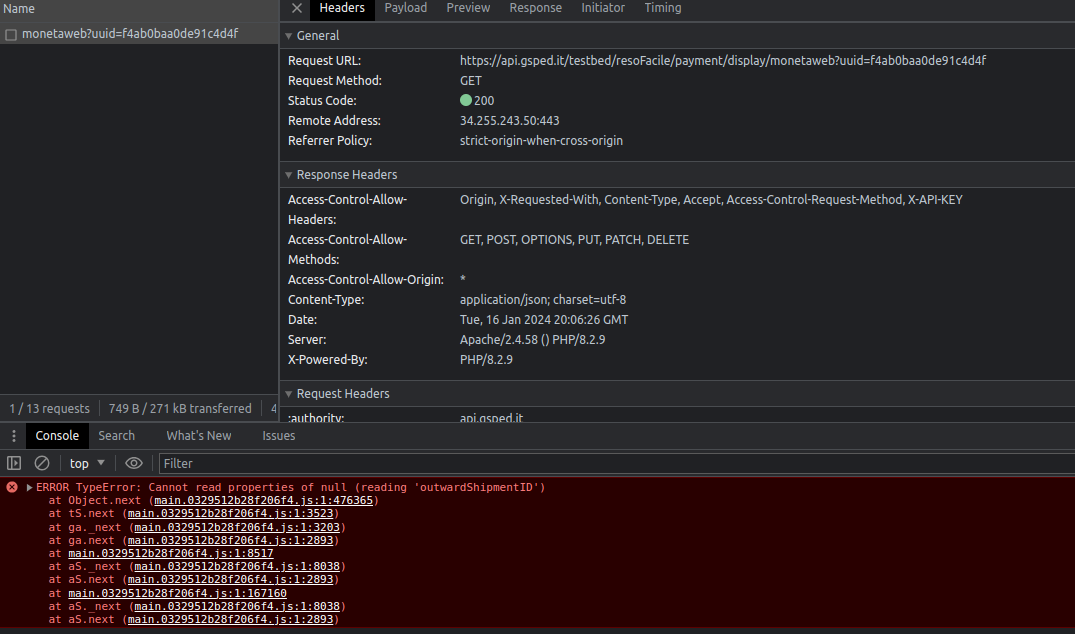 Name
monetaweb?uuid=f4ab0baa0de91c4d4f
1 / 13 requests 749 B / 271 kB transferred 4
Headers Payload Preview Response Initiator Timing
General
Request URL: https://api.gsped.it/testbed/resoFacile/payment/display/monetaweb?uuid=f4ab0baa0de91c4d4f
Request Method: GET
Status Code: 200
Remote Address: 34.255.243.50:443
Referrer Policy: strict-origin-when-cross-origin
Response Headers
Access-Control-Allow- Origin, X-Requested-With, Content-Type, Accept, Access-Control-Request-Method, X-API-KEY
Headers:
Access-Control-Allow- GET, POST, OPTIONS, PUT, PATCH, DELETE
Methods:
Access-Control-Allow-Origin: *
Content-Type: application/json; charset=utf-8
Date: Tue, 16 Jan 2024 20:06:26 GMT
Server: Apache/2.4.58 () PHP/8.2.9
X-Powered-By: PHP/8.2.9
Request Headers
:authority: api.gsped.it
Console Search What's New Issues
top Filter
ERROR TypeError: Cannot read properties of null (reading 'outwardShipmentID')
at Object.next (main.0329512b28f206f4.js:1:476365)
at tS.next (main.0329512b28f206f4.js:1:3523)
at ga._next (main.0329512b28f206f4.js:1:3203)
at ga.next (main.0329512b28f206f4.js:1:2893)
at main.0329512b28f206f4.js:1:8517
at aS._next (main.0329512b28f206f4.js:1:8038)
at aS.next (main.0329512b28f206f4.js:1:2893)
at main.0329512b28f206f4.js:1:167160
at aS._next (main.0329512b28f206f4.js:1:8038)
at aS.next (main.0329512b28f206f4.js:1:2893)